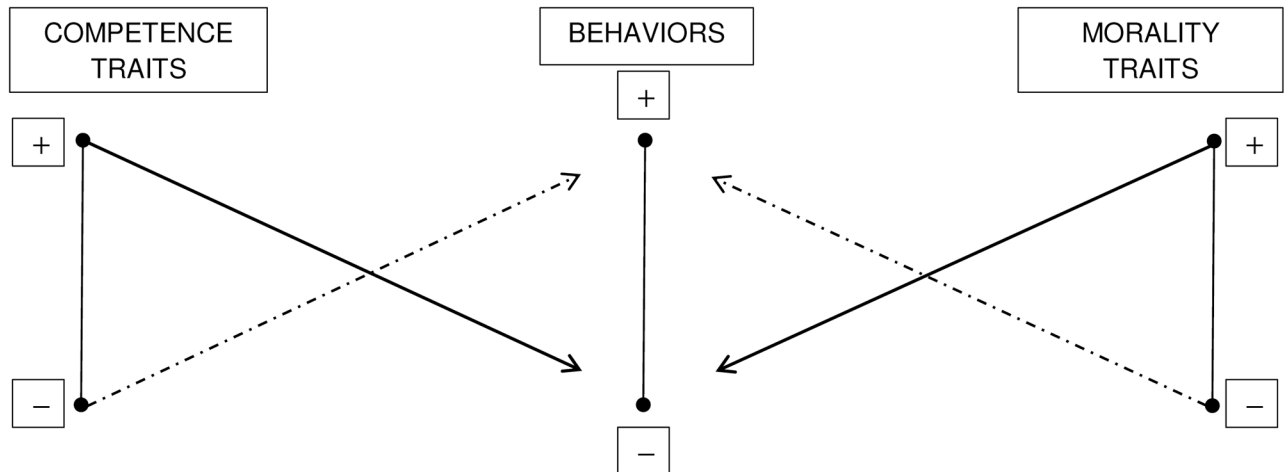 COMPETENCE
TRAITS
BEHAVIORS
MORALITY
TRAITS
+
+
+
−
−
−